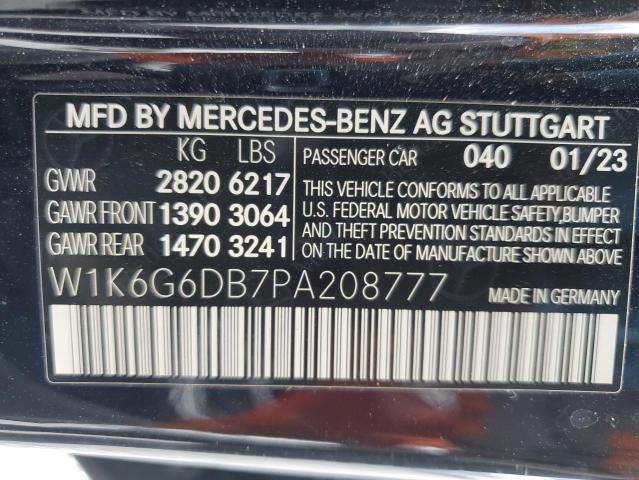 MFD BY MERCEDES-BENZ AG STUTTGART
KG LBS
GVWR 2820 6217
GAWR FRONT 1390 3064
GAWR REAR 1470 3241
PASSENGER CAR 040 01/23
THIS VEHICLE CONFORMS TO ALL APPLICABLE
U.S. FEDERAL MOTOR VEHICLE SAFETY,BUMPER
AND THEFT PREVENTION STANDARDS IN EFFECT
ON THE DATE OF MANUFACTURE SHOWN ABOVE
W1K6G6DB7PA208777 MADE IN GERMANY